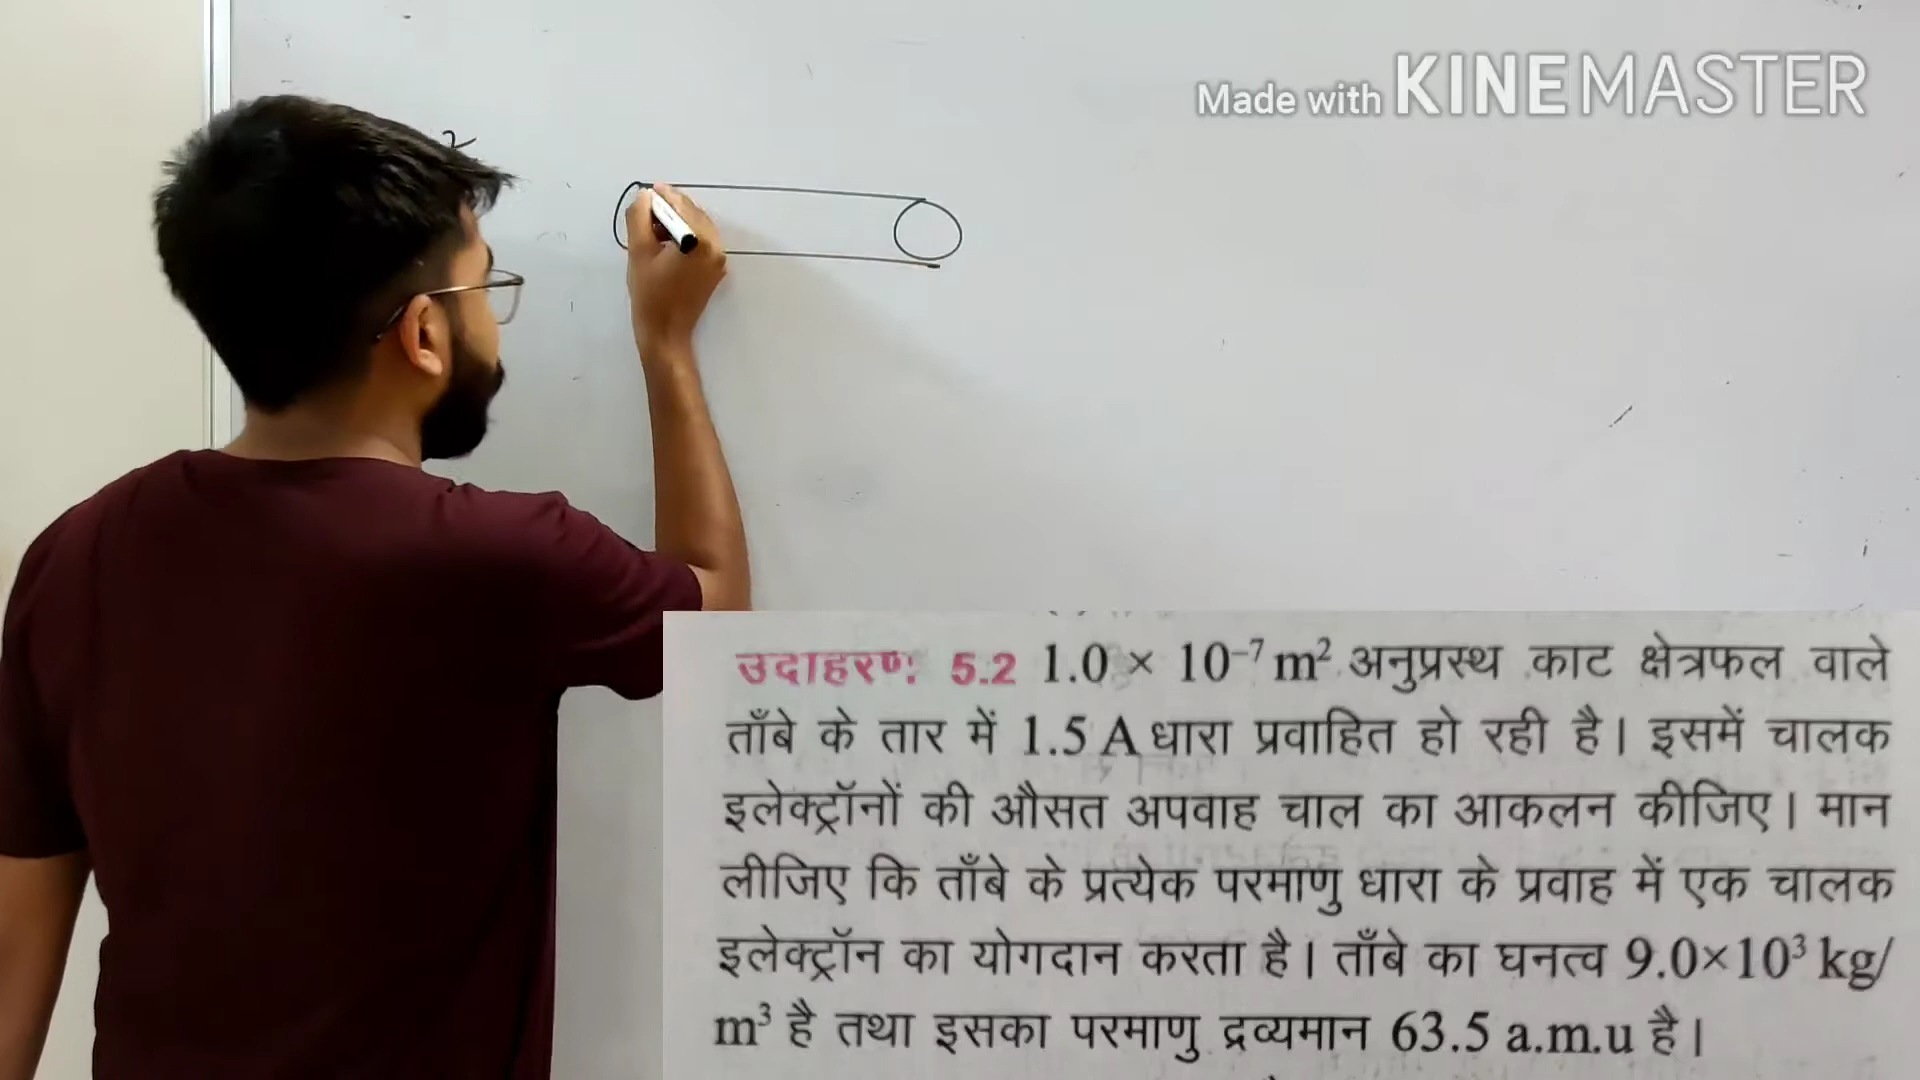 Made with KINEMASTER
उदाहरण: 5.2 1.0 × 10⁻⁷ m² अनुप्रस्थ काट क्षेत्रफल वाले
ताँबे के तार में 1.5 A धारा प्रवाहित हो रही है। इसमें चालक
इलेक्ट्रॉनों की औसत अपवाह चाल का आकलन कीजिए। मान
लीजिए कि ताँबे के प्रत्येक परमाणु धारा के प्रवाह में एक चालक
इलेक्ट्रॉन का योगदान करता है। ताँबे का घनत्व 9.0×10³ kg/
m³ है तथा इसका परमाणु द्रव्यमान 63.5 a.m.u है।